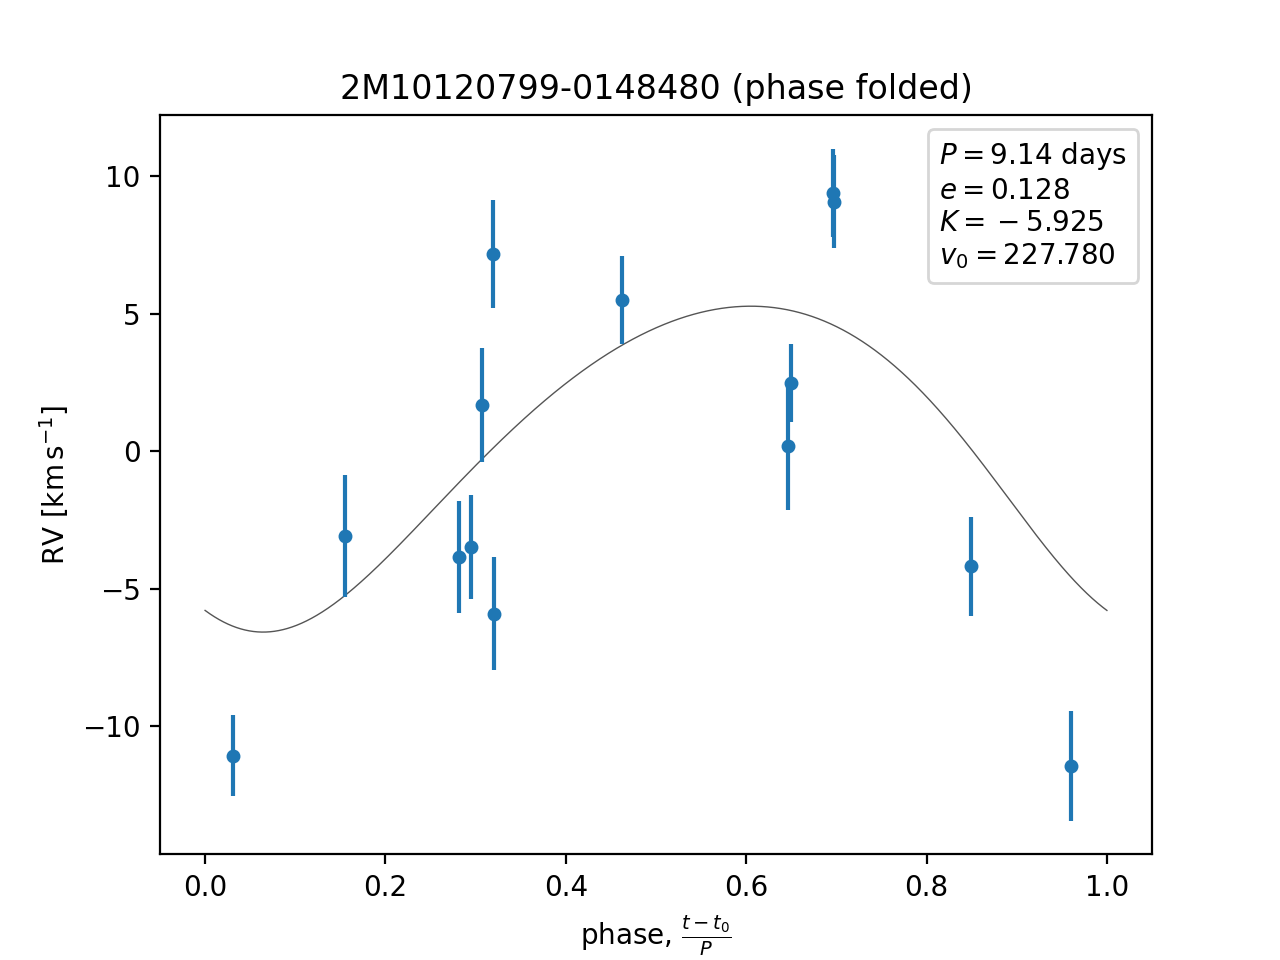 2M10120799-0148480 (phase folded)
P = 9.14 days
e = 0.128
K = −5.925
v₀ = 227.780
RV [km s⁻¹]
10
5
0
−5
−10
0.0 0.2 0.4 0.6 0.8 1.0
phase, (t − t₀)/P